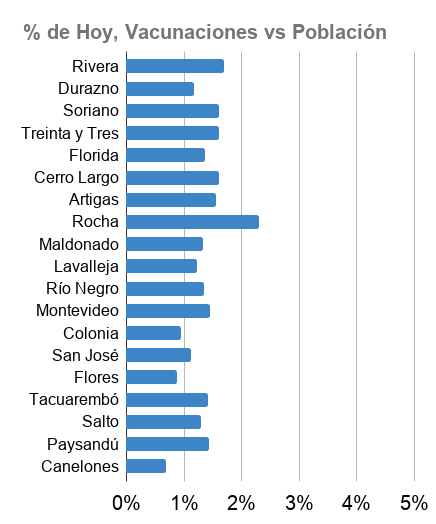 % de Hoy, Vacunaciones vs Población
Rivera
Durazno
Soriano
Treinta y Tres
Florida
Cerro Largo
Artigas
Rocha
Maldonado
Lavalleja
Río Negro
Montevideo
Colonia
San José
Flores
Tacuarembó
Salto
Paysandú
Canelones
0% 1% 2% 3% 4% 5%